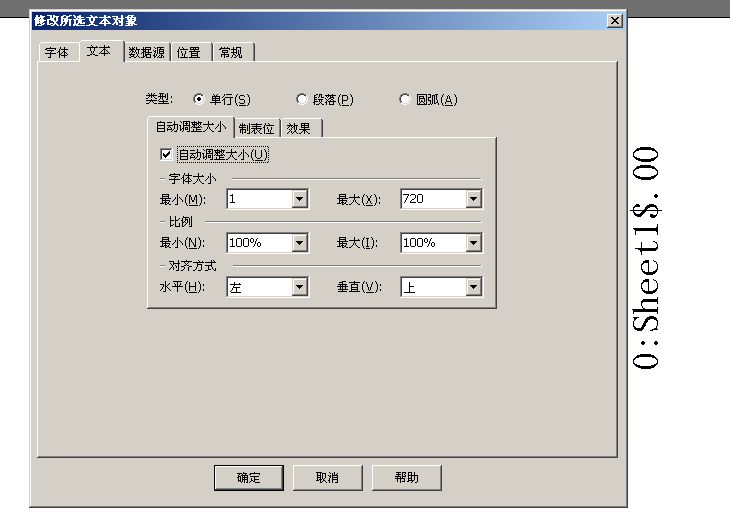 修改所选文本对象
字体 文本 数据源 位置 常规
类型: 单行(S) 段落(P) 圆弧(A)
自动调整大小 制表位 效果
自动调整大小(U)
字体大小
最小(M): 1 最大(X): 720
比例
最小(N): 100% 最大(I): 100%
对齐方式
水平(H): 左 垂直(V): 上
确定 取消 帮助
0:Sheet1$.00